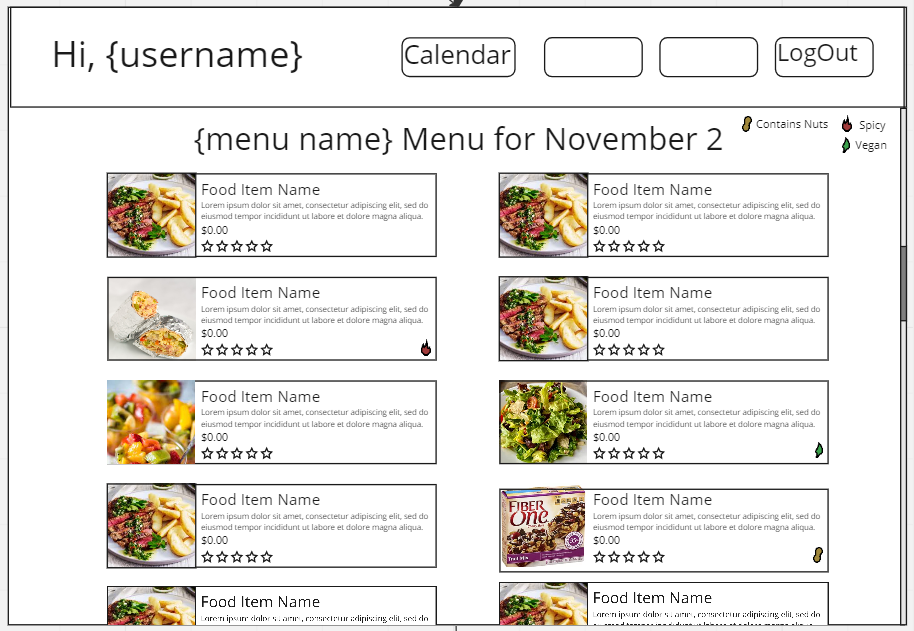 Hi, {username}
Calendar
LogOut
{menu name} Menu for November 2
Contains Nuts
Spicy
Vegan
Food Item Name
Lorem ipsum dolor sit amet, consectetur adipiscing elit, sed do
eiusmod tempor incididunt ut labore et dolore magna aliqua.
$0.00
Food Item Name
Lorem ipsum dolor sit amet, consectetur adipiscing elit, sed do
eiusmod tempor incididunt ut labore et dolore magna aliqua.
$0.00
Food Item Name
Lorem ipsum dolor sit amet, consectetur adipiscing elit, sed do
eiusmod tempor incididunt ut labore et dolore magna aliqua.
$0.00
Food Item Name
Lorem ipsum dolor sit amet, consectetur adipiscing elit, sed do
eiusmod tempor incididunt ut labore et dolore magna aliqua.
$0.00
Food Item Name
Lorem ipsum dolor sit amet, consectetur adipiscing elit, sed do
eiusmod tempor incididunt ut labore et dolore magna aliqua.
$0.00
Food Item Name
Lorem ipsum dolor sit amet, consectetur adipiscing elit, sed do
eiusmod tempor incididunt ut labore et dolore magna aliqua.
$0.00
Food Item Name
Lorem ipsum dolor sit amet, consectetur adipiscing elit, sed do
eiusmod tempor incididunt ut labore et dolore magna aliqua.
$0.00
FIBER
One
Food Item Name
Lorem ipsum dolor sit amet, consectetur adipiscing elit, sed do
eiusmod tempor incididunt ut labore et dolore magna aliqua.
$0.00
Food Item Name
Lorem ipsum dolor sit amet, consectetur adipiscing elit, sed do
Food Item Name
Lorem ipsum dolor sit amet, consectetur adipiscing elit, sed do